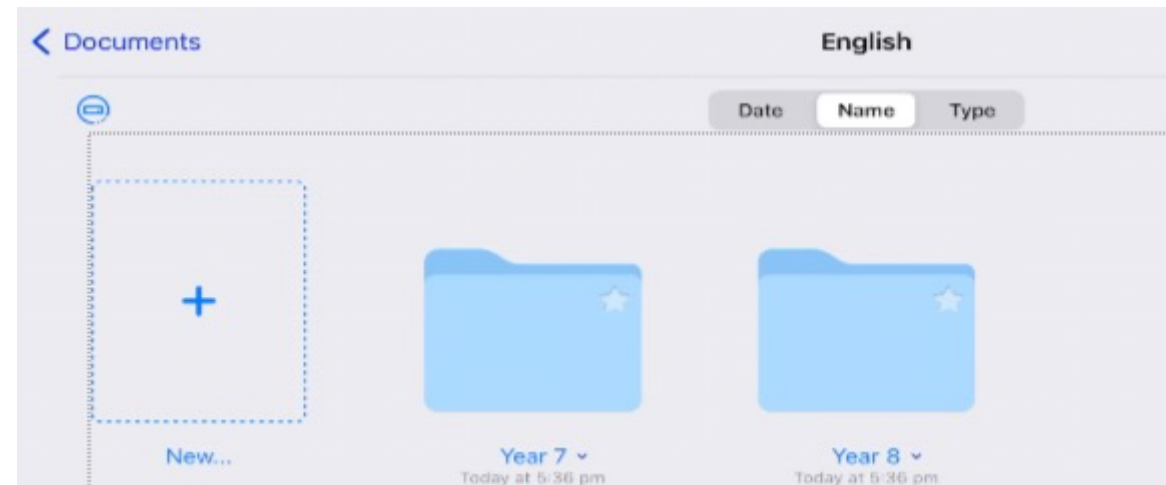 Documents
English
Date Name Type
New...
Year 7
Year 8
Today at 5:36 pm
Today at 5:36 pm